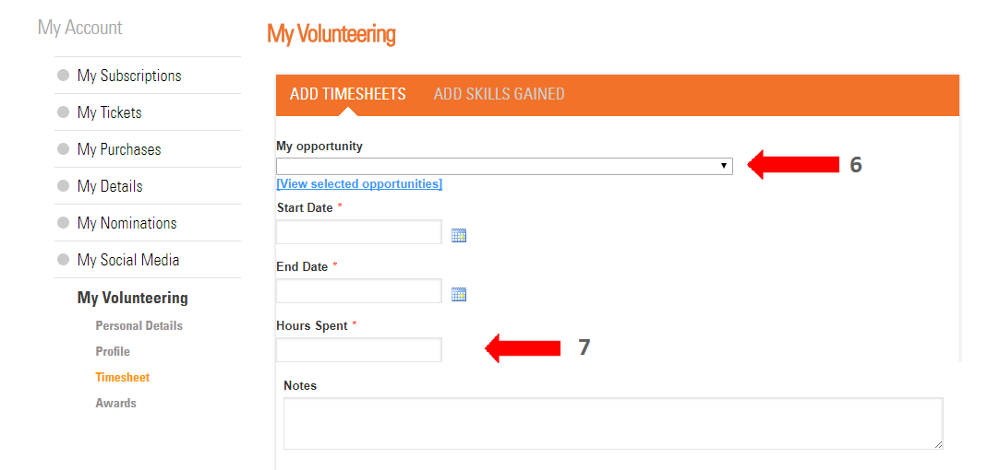 My Account
My Subscriptions
My Tickets
My Purchases
My Details
My Nominations
My Social Media
My Volunteering
Personal Details
Profile
Timesheet
Awards
My Volunteering
ADD TIMESHEETS ADD SKILLS GAINED
My opportunity
6
[View selected opportunities]
Start Date *
End Date *
Hours Spent *
7
Notes